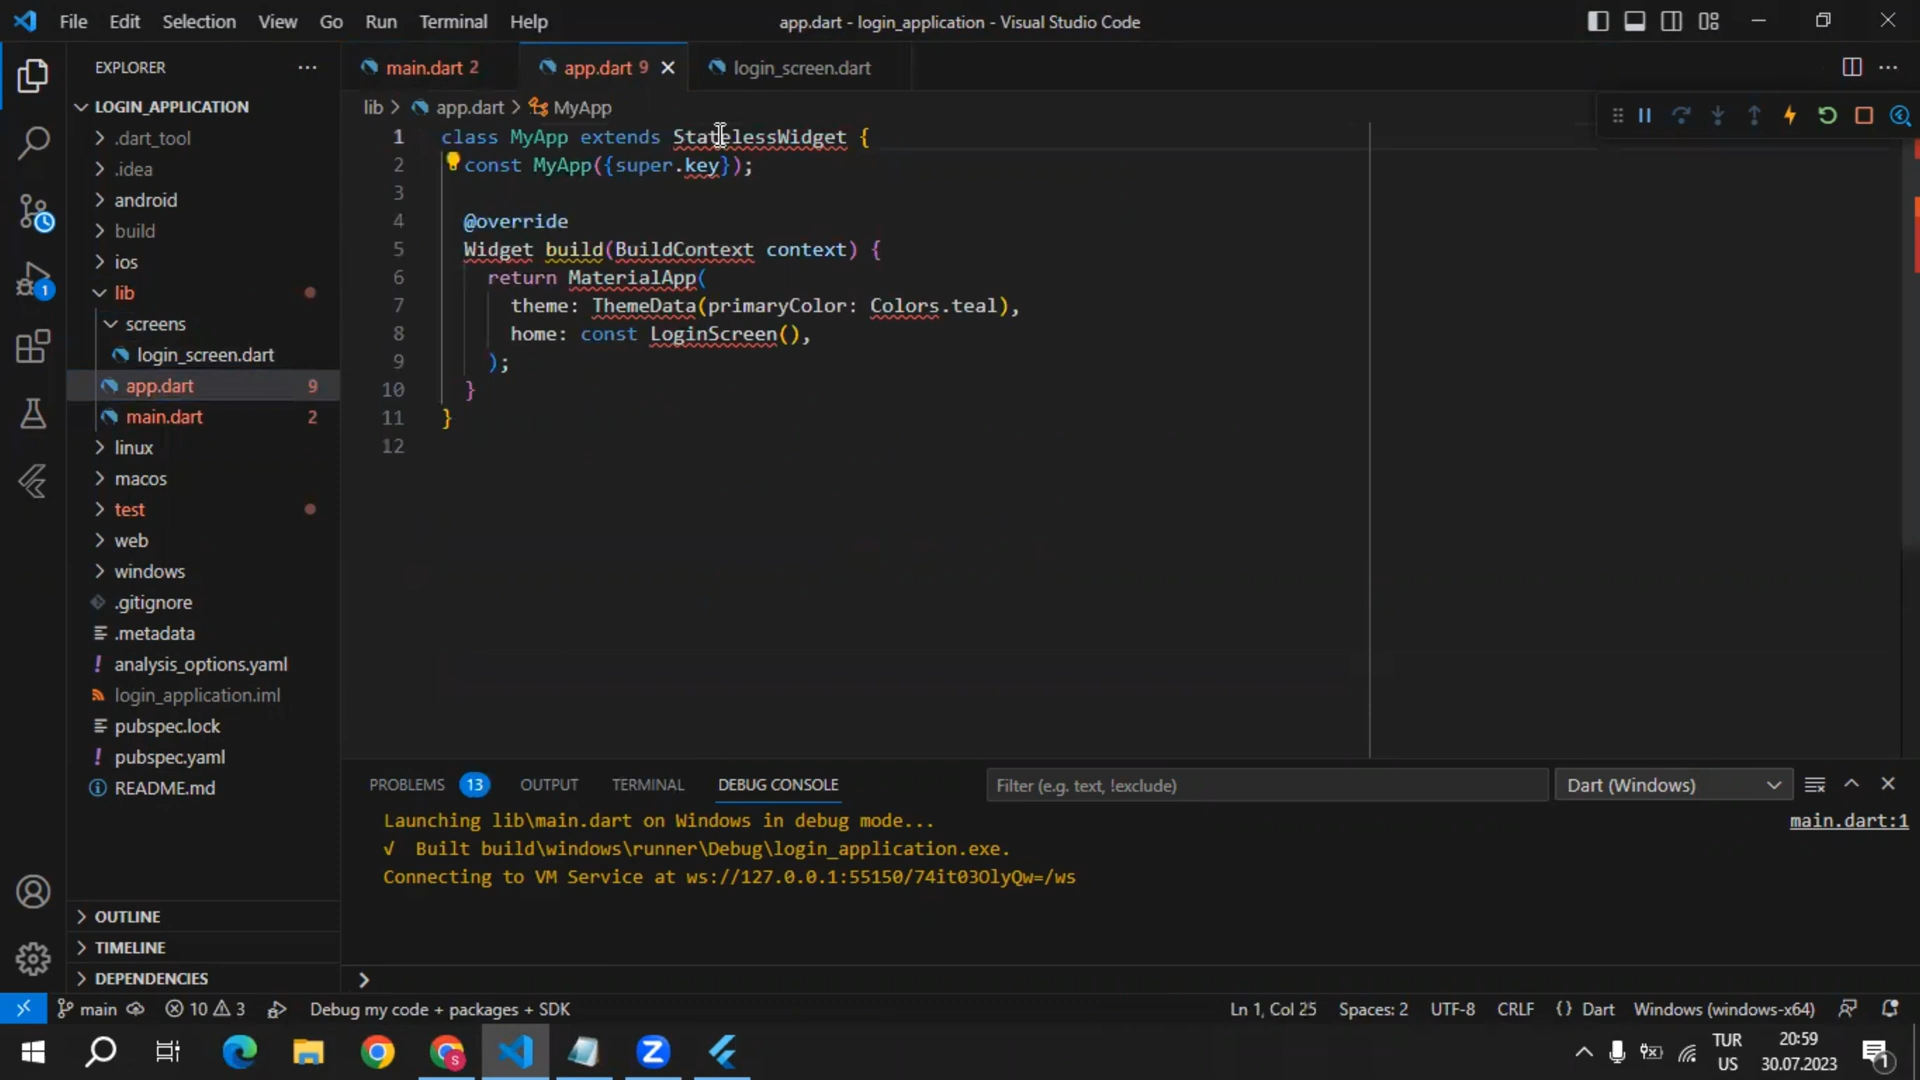 File Edit Selection View Go Run Terminal Help
app.dart - login_application - Visual Studio Code
EXPLORER
LOGIN_APPLICATION
.dart_tool
.idea
android
build
ios
lib
screens
login_screen.dart
app.dart 9
main.dart 2
linux
macos
test
web
windows
.gitignore
.metadata
analysis_options.yaml
login_application.iml
pubspec.lock
pubspec.yaml
README.md
OUTLINE
TIMELINE
DEPENDENCIES
main.dart 2 app.dart 9 login_screen.dart
lib > app.dart > MyApp
1 class MyApp extends StatelessWidget {
2 const MyApp({super.key});
3
4 @override
5 Widget build(BuildContext context) {
6 return MaterialApp(
7 theme: ThemeData(primaryColor: Colors.teal),
8 home: const LoginScreen(),
9 );
10 }
11 }
12
PROBLEMS 13 OUTPUT TERMINAL DEBUG CONSOLE Filter (e.g. text, !exclude) Dart (Windows)
Launching lib\main.dart on Windows in debug mode... main.dart:1
√ Built build\windows\runner\Debug\login_application.exe.
Connecting to VM Service at ws://127.0.0.1:55150/74it03OlyQw=/ws
main 10 3 Debug my code + packages + SDK Ln 1, Col 25 Spaces: 2 UTF-8 CRLF {} Dart Windows (windows-x64)
TUR 20:59
US 30.07.2023
1